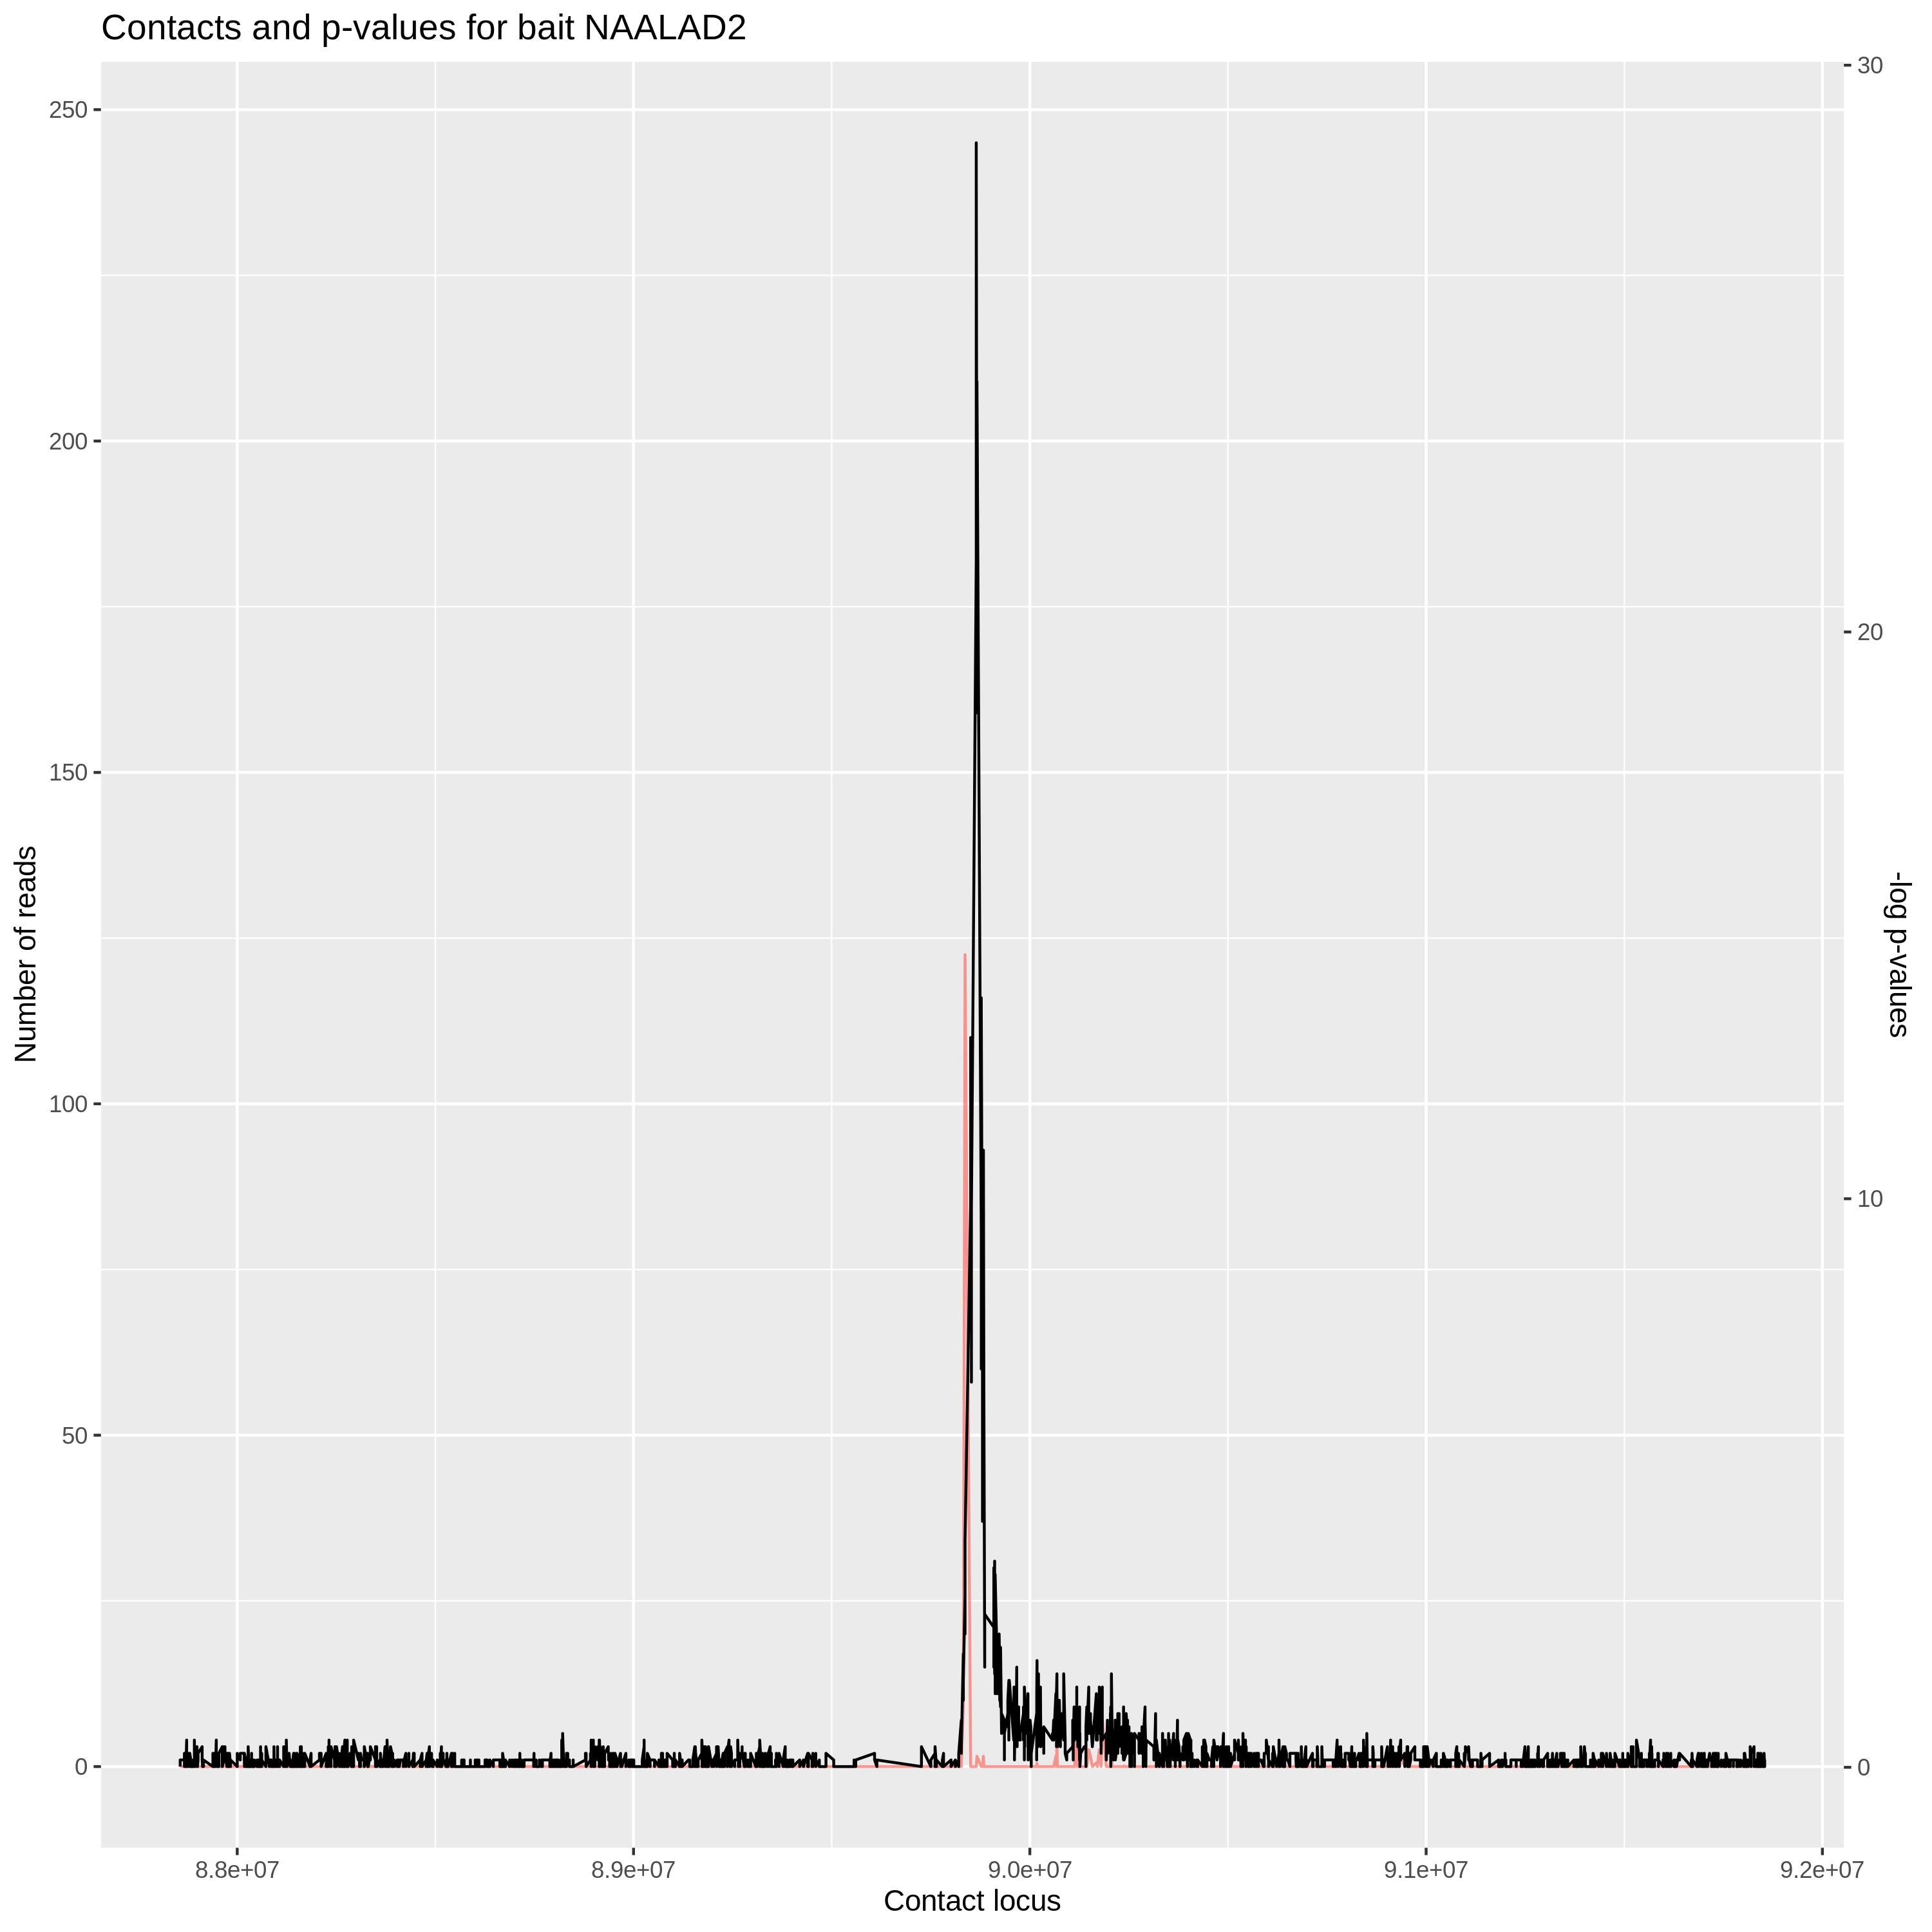 Contacts and p-values for bait NAALAD2
250
200
150
100
50
0
Number of reads
30
20
10
0
-log p-values
8.8e+07
8.9e+07
9.0e+07
9.1e+07
9.2e+07
Contact locus